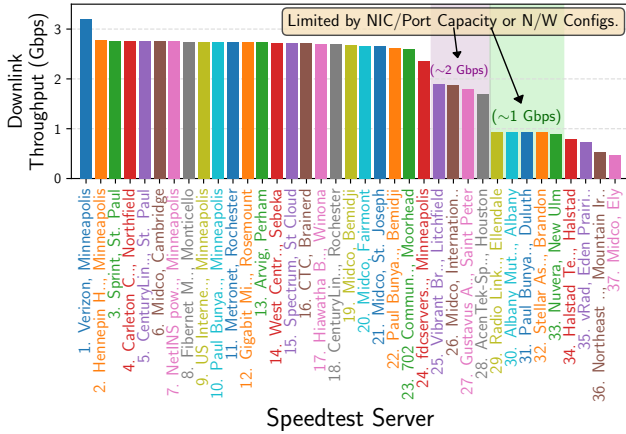 Limited by NIC/Port Capacity or N/W Configs.
(~2 Gbps)
(~1 Gbps)
Downlink
Throughput (Gbps)
3
2
1
0
1. Verizon, Minneapolis
2. Hennepin H..., Minneapolis
3. Sprint, St. Paul
4. Carleton C..., Northfield
5. CenturyLin..., St. Paul
6. Midco, Cambridge
7. NetINS pow..., Minneapolis
8. Fibernet M..., Monticello
9. US Interne..., Minneapolis
10. Paul Bunya..., Minneapolis
11. Metronet, Rochester
12. Gigabit Mi..., Rosemount
13. Arvig, Perham
14. West Centr..., Sebeka
15. Spectrum, St Cloud
16. CTC, Brainerd
17. Hiawatha B..., Winona
18. CenturyLin..., Rochester
19. Midco, Bemidji
20. Midco, Fairmont
21. Midco, St. Joseph
22. Paul Bunya..., Bemidji
23. 702 Commun..., Moorhead
24. fdcservers..., Minneapolis
25. Vibrant Br..., Litchfield
26. Midco, Internation...
27. Gustavus A..., Saint Peter
28. AcenTek-Sp..., Houston
29. Radio Link..., Ellendale
30. Albany Mut..., Albany
31. Paul Bunya..., Duluth
32. Stellar As..., Brandon
33. Nuvera, New Ulm
34. Halstad Te..., Halstad
35. vRad, Eden Prairi...
36. Northeast ..., Mountain Ir...
37. Midco, Ely
Speedtest Server